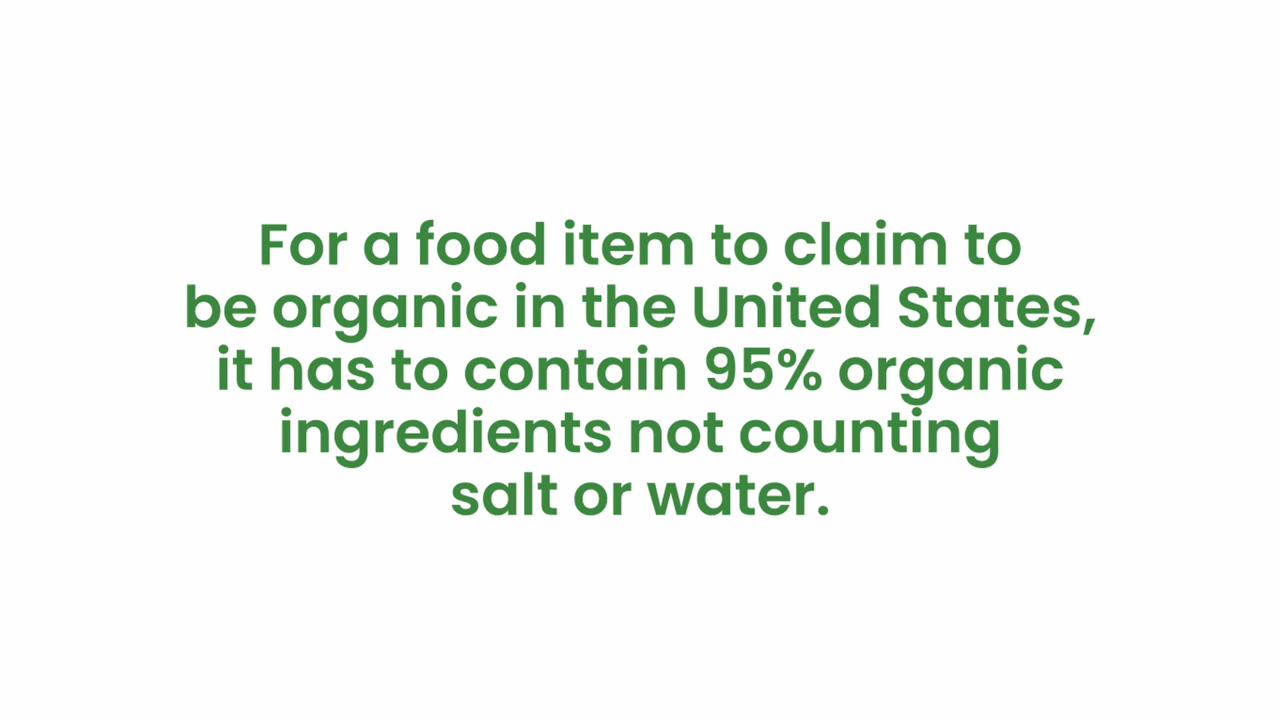 For a food item to claim to
be organic in the United States,
it has to contain 95% organic
ingredients not counting
salt or water.